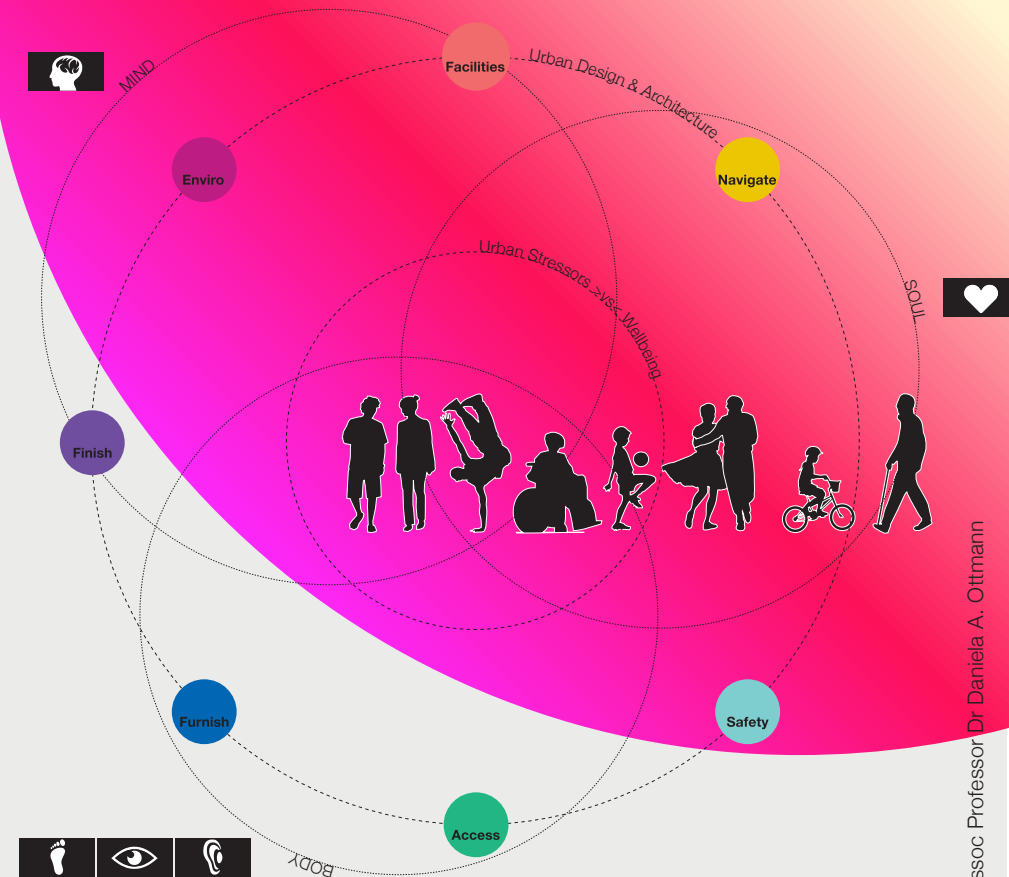 MIND
Facilities
Urban Design & Architecture
Enviro
Navigate
Urban Stressors >vs< Wellbeing
SOUL
Finish
Furnish
Safety
Access
BODY
ssoc Professor Dr Daniela A. Ottmann